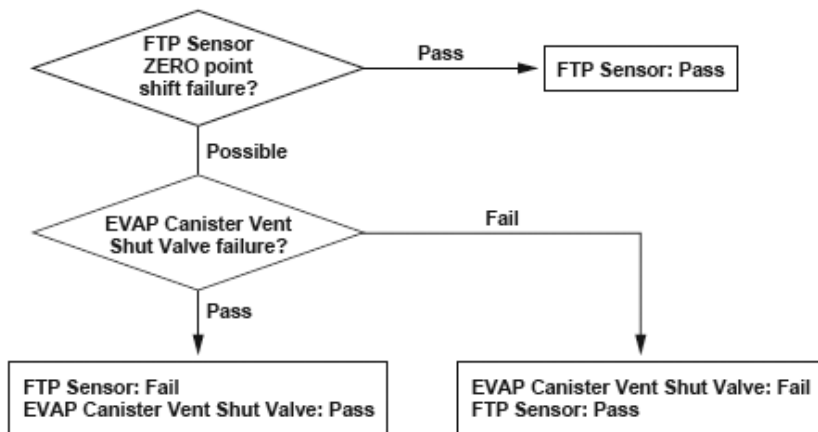 FTP Sensor
ZERO point
shift failure?
Pass
FTP Sensor: Pass
Possible
EVAP Canister Vent
Shut Valve failure?
Fail
Pass
FTP Sensor: Fail
EVAP Canister Vent Shut Valve: Pass
EVAP Canister Vent Shut Valve: Fail
FTP Sensor: Pass